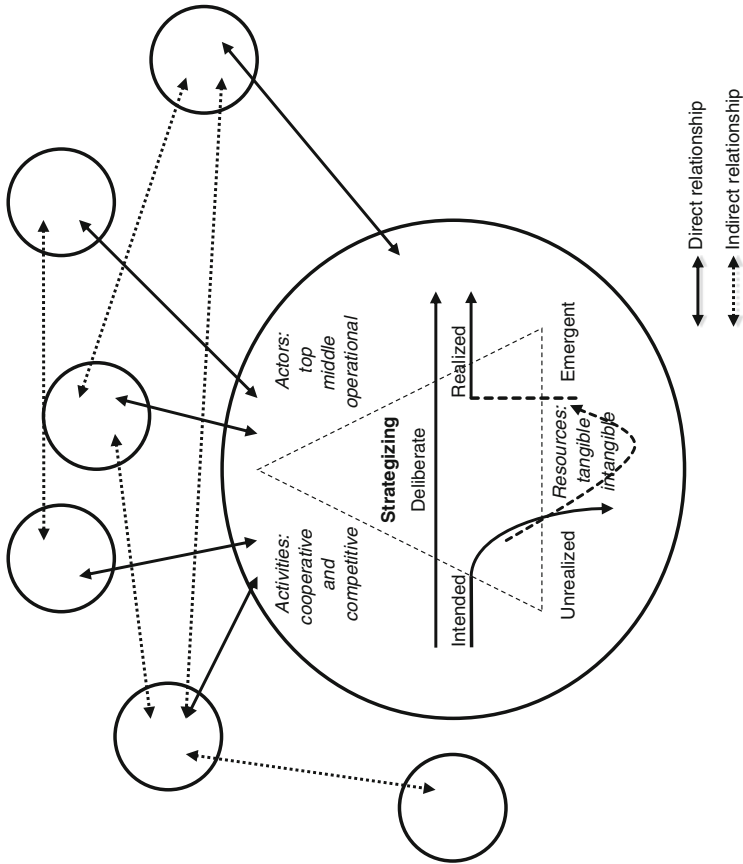 Activities:
cooperative
and
competitive
Actors:
top
middle
operational
Strategizing
Deliberate
Intended
Realized
Unrealized
Resources:
tangible
intangible
Emergent
Direct relationship
Indirect relationship